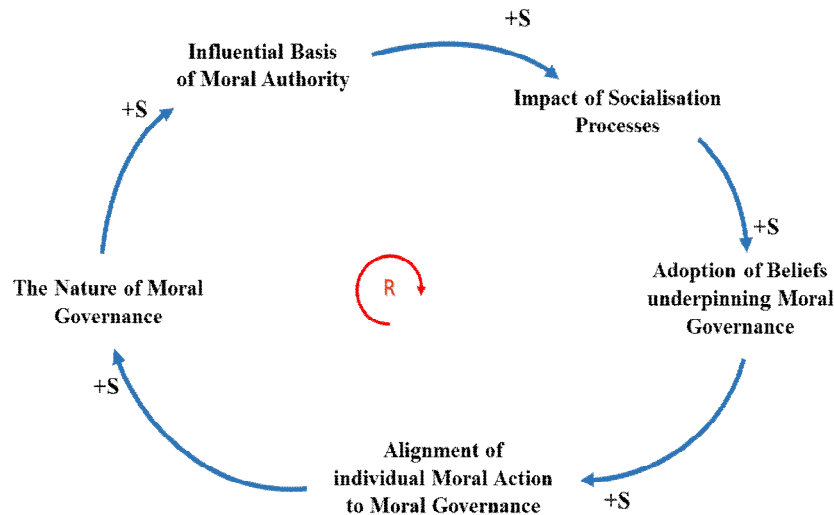 +S
Influential Basis
of Moral Authority
+S
Impact of Socialisation
Processes
+S
Adoption of Beliefs
underpinning Moral
Governance
+S
Alignment of
individual Moral Action
to Moral Governance
+S
The Nature of Moral
Governance
R